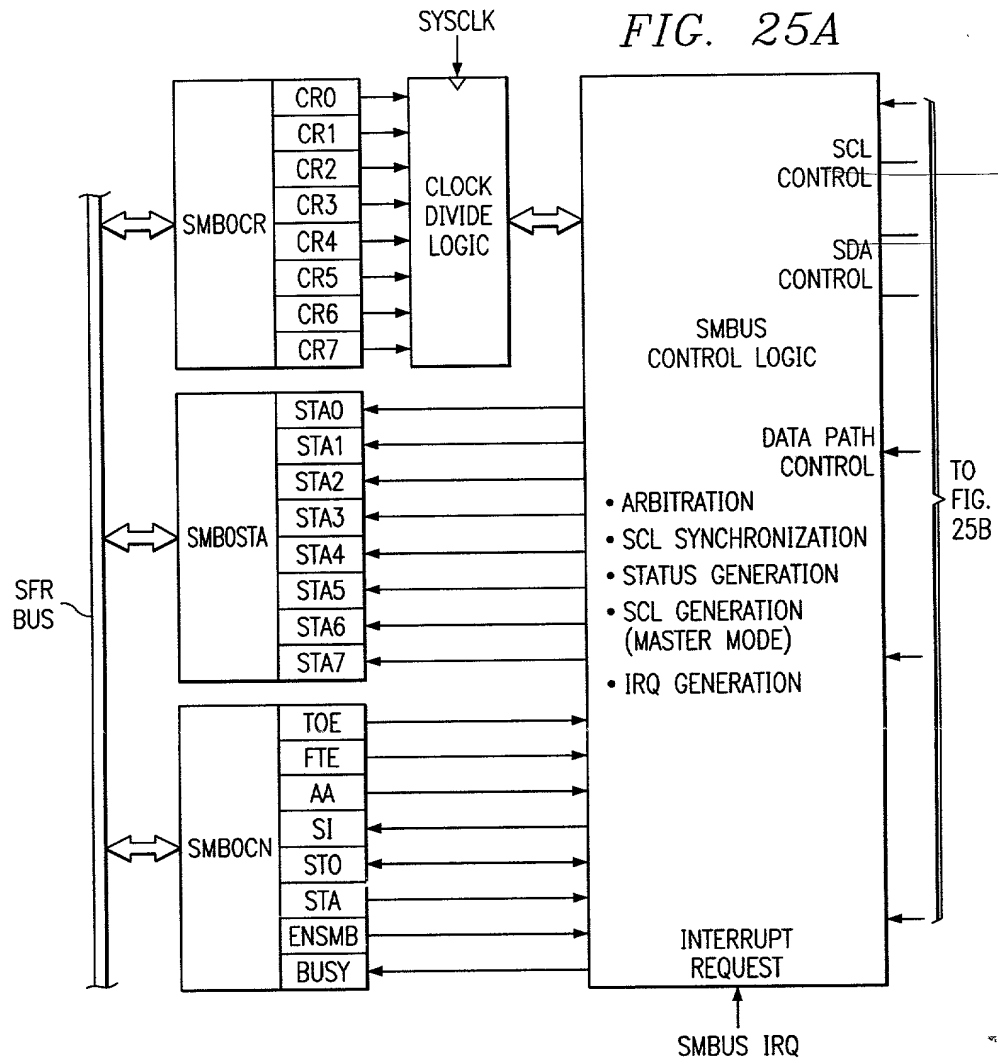 FIG. 25A
SYSCLK
SMB0CR
CR0
CR1
CR2
CR3
CR4
CR5
CR6
CR7
CLOCK
DIVIDE
LOGIC
SCL
CONTROL
SDA
CONTROL
SMBUS
CONTROL LOGIC
DATA PATH
CONTROL
• ARBITRATION
• SCL SYNCHRONIZATION
• STATUS GENERATION
• SCL GENERATION
(MASTER MODE)
• IRQ GENERATION
INTERRUPT
REQUEST
SMBUS IRQ
TO
FIG.
25B
SFR
BUS
SMB0STA
STA0
STA1
STA2
STA3
STA4
STA5
STA6
STA7
SMB0CN
TOE
FTE
AA
SI
STO
STA
ENSMB
BUSY